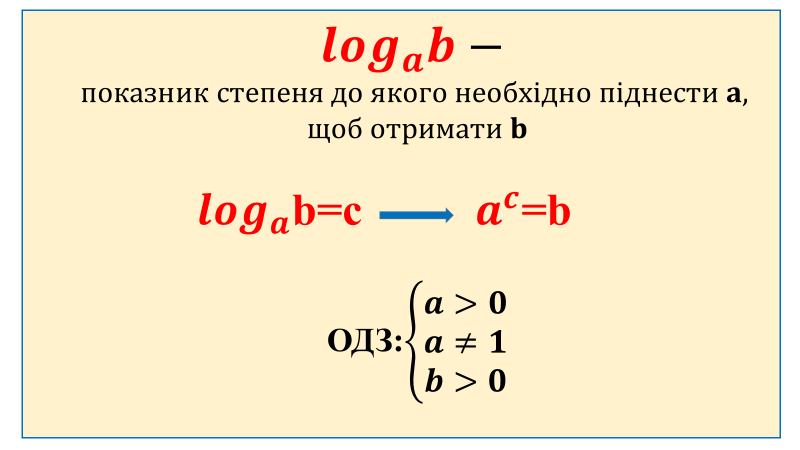 logₐb −
показник степеня до якого необхідно піднести a,
щоб отримати b
logₐb=c aᶜ=b
ОДЗ:
a > 0
a ≠ 1
b > 0